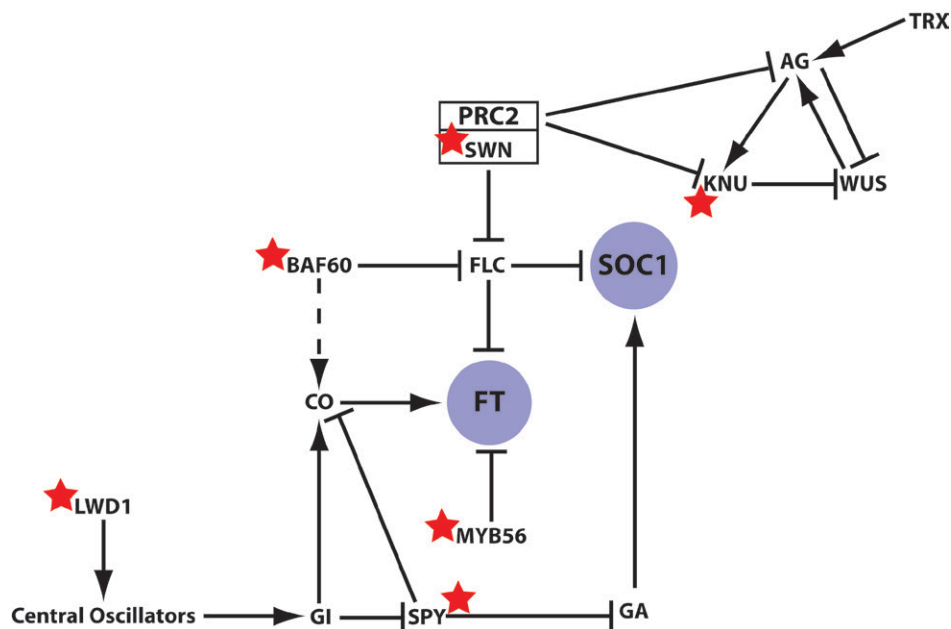 TRX
AG
PRC2
SWN
KNU
WUS
BAF60
FLC
SOC1
CO
FT
LWD1
MYB56
Central Oscillators
GI
SPY
GA